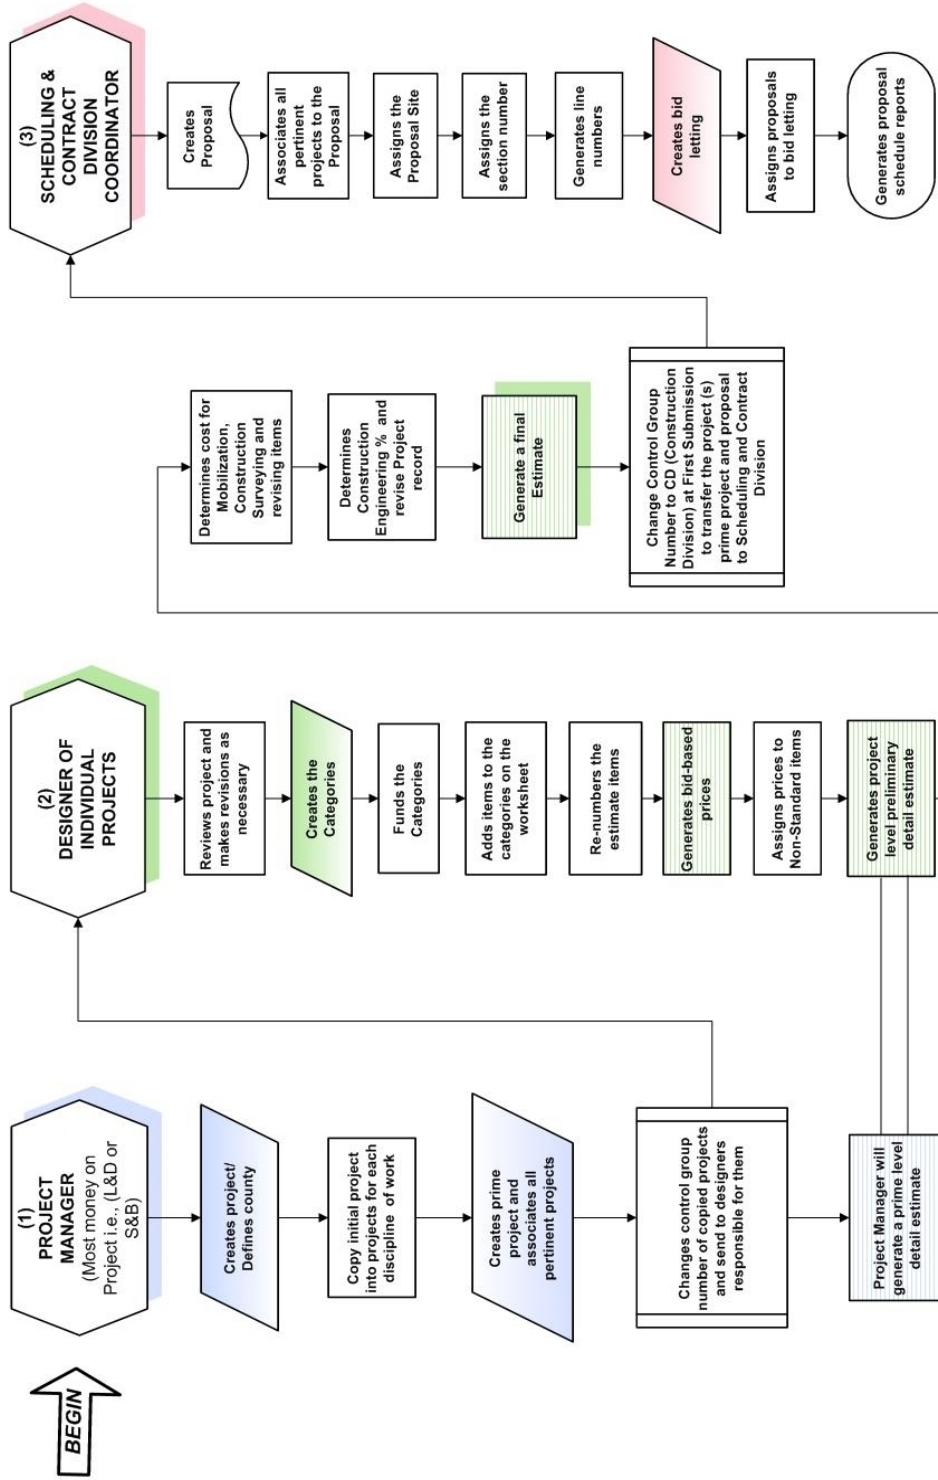 BEGIN
(1)
PROJECT
MANAGER
(Most money on
Project i.e., (L&D or
S&B)
Creates project/
Defines county
Copy initial project
into projects for each
discipline of work
Creates prime
project and
associates all
pertinent projects
Changes control group
number of copied projects
and send to designers
responsible for them
Project Manager will
generate a prime level
detail estimate
(2)
DESIGNER OF
INDIVIDUAL
PROJECTS
Reviews project and
makes revisions as
necessary
Creates the
Categories
Funds the
Categories
Adds items to the
categories on the
worksheet
Re-numbers the
estimate items
Generates bid-based
prices
Assigns prices to
Non-Standard items
Generates project
level preliminary
detail estimate
Determines cost for
Mobilization,
Construction
Surveying and
revising items
Determines
Construction
Engineering % and
revise Project
record
Generate a final
Estimate
Change Control Group
Number to CD (Construction
Division) at First Submission
to transfer the project (s)
prime project and proposal
to Scheduling and Contract
Division
(3)
SCHEDULING &
CONTRACT
DIVISION
COORDINATOR
Creates
Proposal
Associates all
pertinent
projects to the
Proposal
Assigns the
Proposal Site
Assigns the
section number
Generates line
numbers
Creates bid
letting
Assigns proposals
to bid letting
Generates proposal
schedule reports